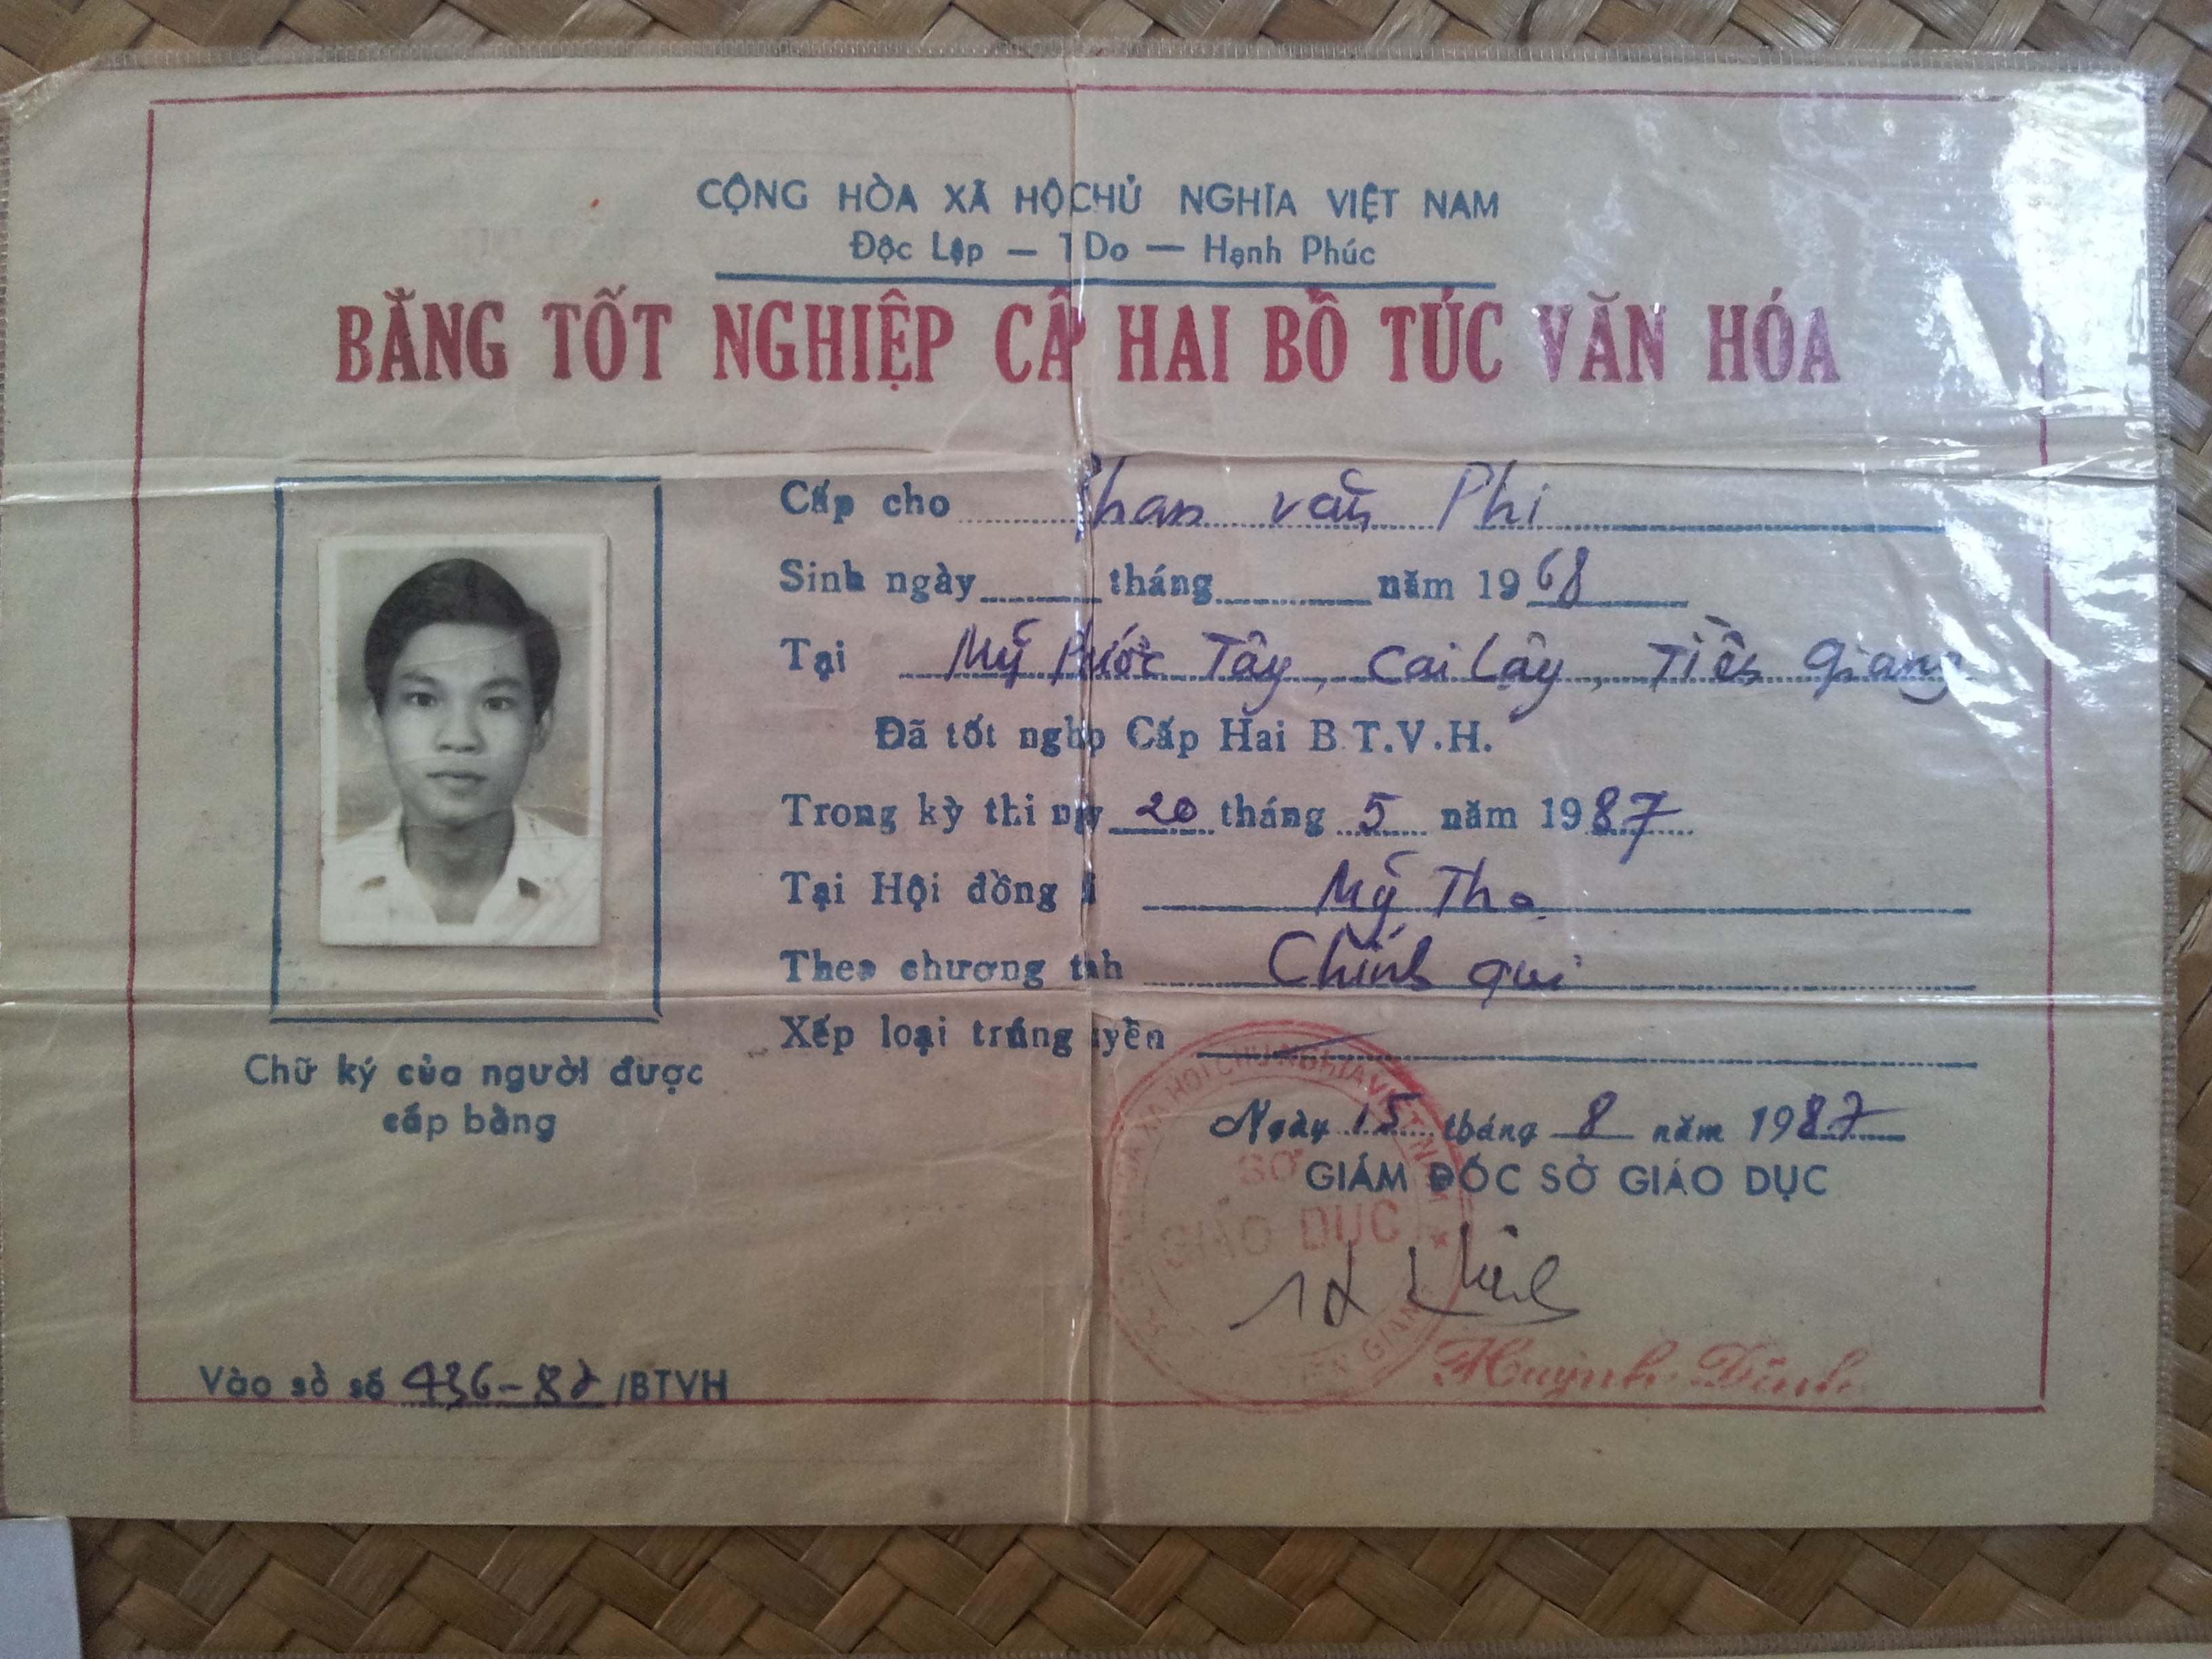 CỘNG HÒA XÃ HỘI CHỦ NGHĨA VIỆT NAM
Độc Lập — Tự Do — Hạnh Phúc
BẰNG TỐT NGHIỆP CẤP HAI BỔ TÚC VĂN HÓA
Cấp cho Phan văn Phi
Sinh ngày tháng năm 1968
Tại Mỹ Phước Tây, Cai Lậy, Tiền giang
Đã tốt nghiệp Cấp Hai B.T.V.H.
Trong kỳ thi ngày 20 tháng 5 năm 1987
Tại Hội đồng thi Mỹ Tho
Theo chương trình Chính qui
Xếp loại trúng tuyển
Chữ ký của người được
cấp bằng
Ngày 15 tháng 8 năm 1987
GIÁM ĐỐC SỞ GIÁO DỤC
SỞ
GIÁO DỤC
Vào sổ số 436-87/BTVH